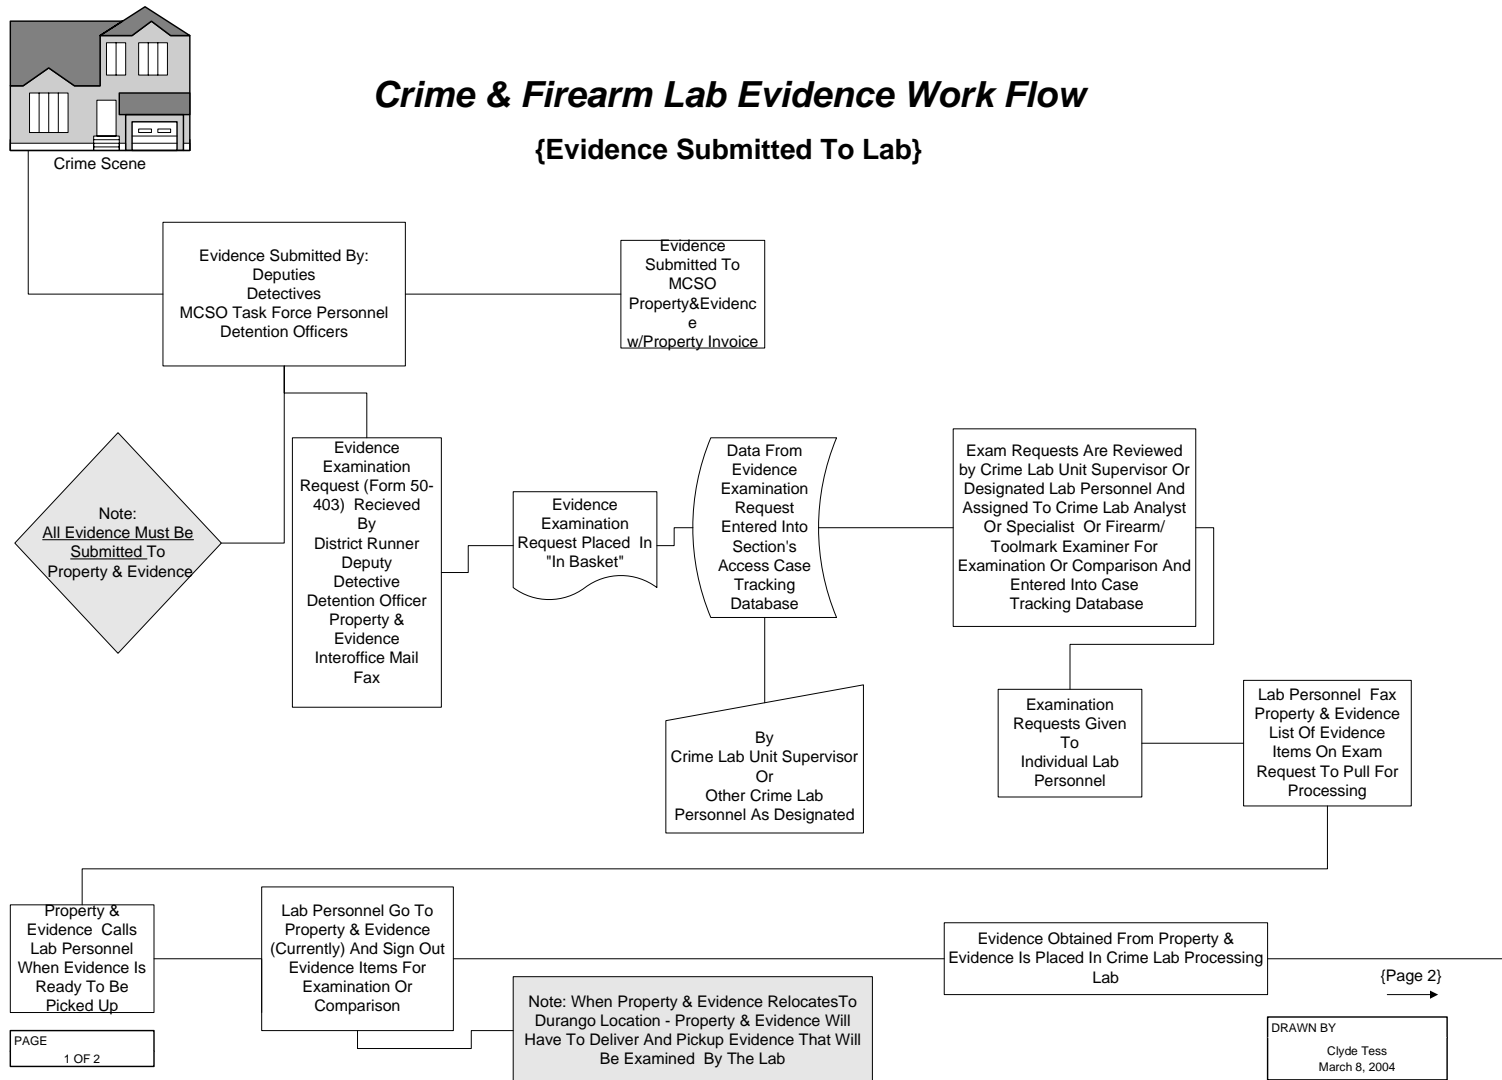 Crime & Firearm Lab Evidence Work Flow
{Evidence Submitted To Lab}
Crime Scene
Evidence Submitted By:
Deputies
Detectives
MCSO Task Force Personnel
Detention Officers
Evidence
Submitted To
MCSO
Property&Evidenc
e
w/Property Invoice
Note:
All Evidence Must Be
Submitted To
Property & Evidence
Evidence
Examination
Request (Form 50-
403) Recieved
By
District Runner
Deputy
Detective
Detention Officer
Property &
Evidence
Interoffice Mail
Fax
Evidence
Examination
Request Placed In
"In Basket"
Data From
Evidence
Examination
Request
Entered Into
Section's
Access Case
Tracking
Database
Exam Requests Are Reviewed
by Crime Lab Unit Supervisor Or
Designated Lab Personnel And
Assigned To Crime Lab Analyst
Or Specialist Or Firearm/
Toolmark Examiner For
Examination Or Comparison And
Entered Into Case
Tracking Database
By
Crime Lab Unit Supervisor
Or
Other Crime Lab
Personnel As Designated
Examination
Requests Given
To
Individual Lab
Personnel
Lab Personnel Fax
Property & Evidence
List Of Evidence
Items On Exam
Request To Pull For
Processing
Property &
Evidence Calls
Lab Personnel
When Evidence Is
Ready To Be
Picked Up
Lab Personnel Go To
Property & Evidence
(Currently) And Sign Out
Evidence Items For
Examination Or
Comparison
Note: When Property & Evidence RelocatesTo
Durango Location - Property & Evidence Will
Have To Deliver And Pickup Evidence That Will
Be Examined By The Lab
Evidence Obtained From Property &
Evidence Is Placed In Crime Lab Processing
Lab
{Page 2}
PAGE
1 OF 2
DRAWN BY
Clyde Tess
March 8, 2004